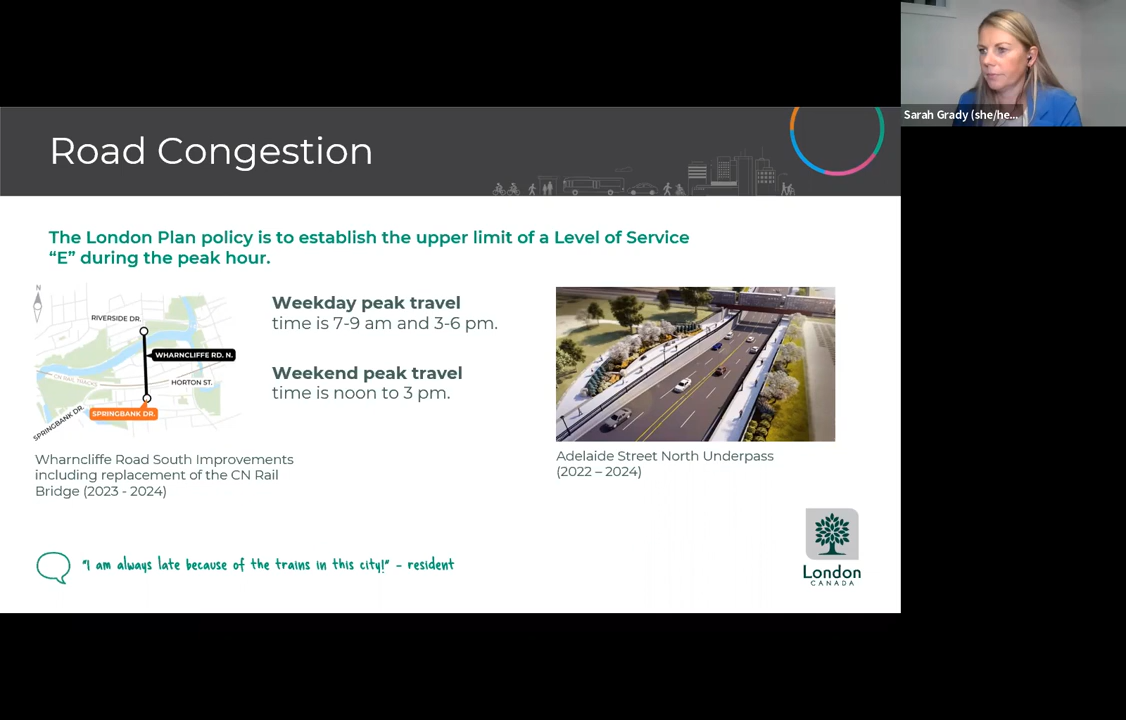 Sarah Grady (she/he...
Road Congestion
The London Plan policy is to establish the upper limit of a Level of Service
“E” during the peak hour.
N
RIVERSIDE DR.
WHARNCLIFFE RD. N.
CN RAIL TRACKS
HORTON ST.
SPRINGBANK DR.
SPRINGBANK DR.
Weekday peak travel
time is 7-9 am and 3-6 pm.
Weekend peak travel
time is noon to 3 pm.
Wharncliffe Road South Improvements
including replacement of the CN Rail
Bridge (2023 - 2024)
Adelaide Street North Underpass
(2022 – 2024)
"I am always late because of the trains in this city!" - resident
London
CANADA